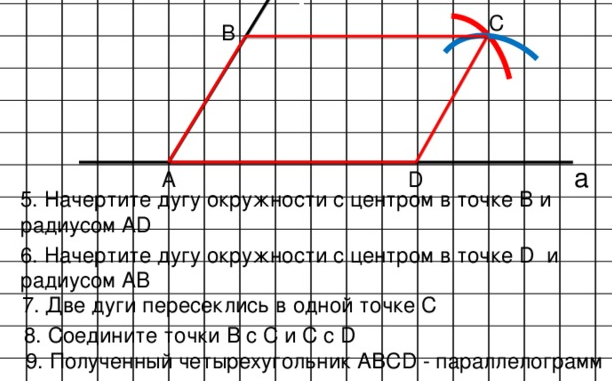 B
C
A
D
a
5. Начертите дугу окружности с центром в точке В и
радиусом AD
6. Начертите дугу окружности с центром в точке D и
радиусом АВ
7. Две дуги пересеклись в одной точке С
8. Соедините точки В с С и С с D
9. Полученный четырехугольник ABCD - параллелограмм